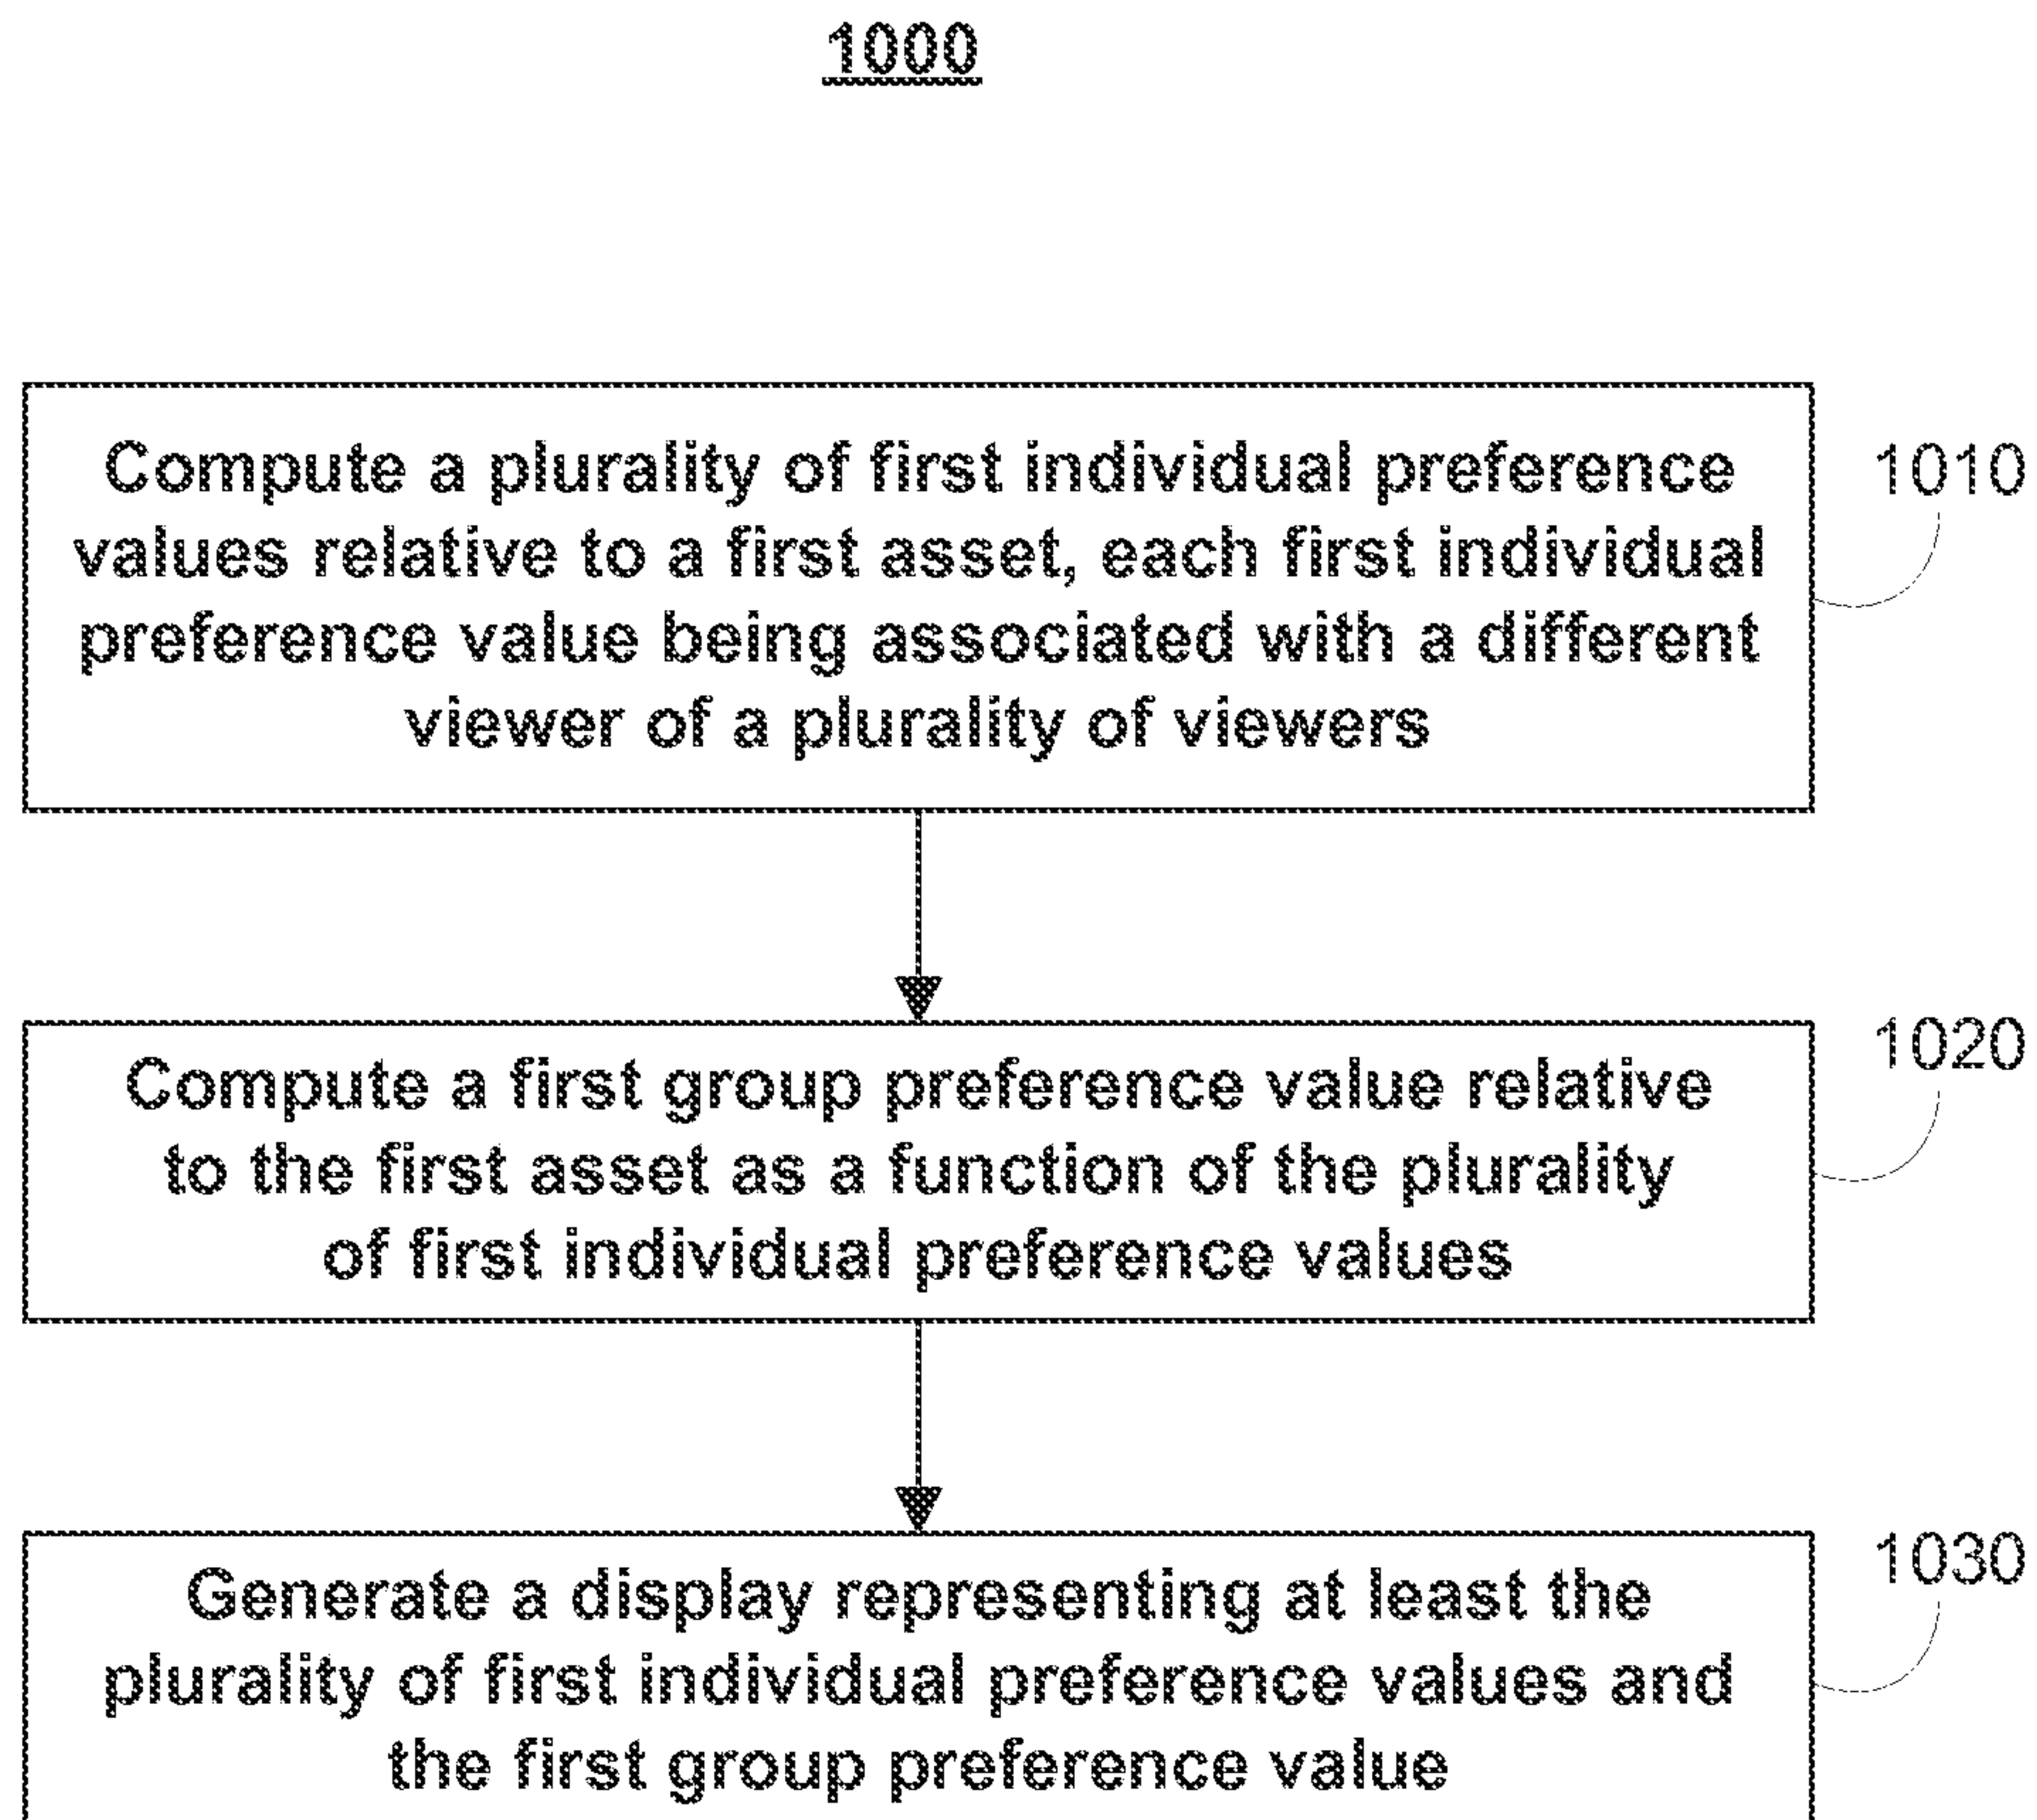 1000
Compute a plurality of first individual preference
values relative to a first asset, each first individual
preference value being associated with a different
viewer of a plurality of viewers
1010
Compute a first group preference value relative
to the first asset as a function of the plurality
of first individual preference values
1020
Generate a display representing at least the
plurality of first individual preference values and
the first group preference value
1030